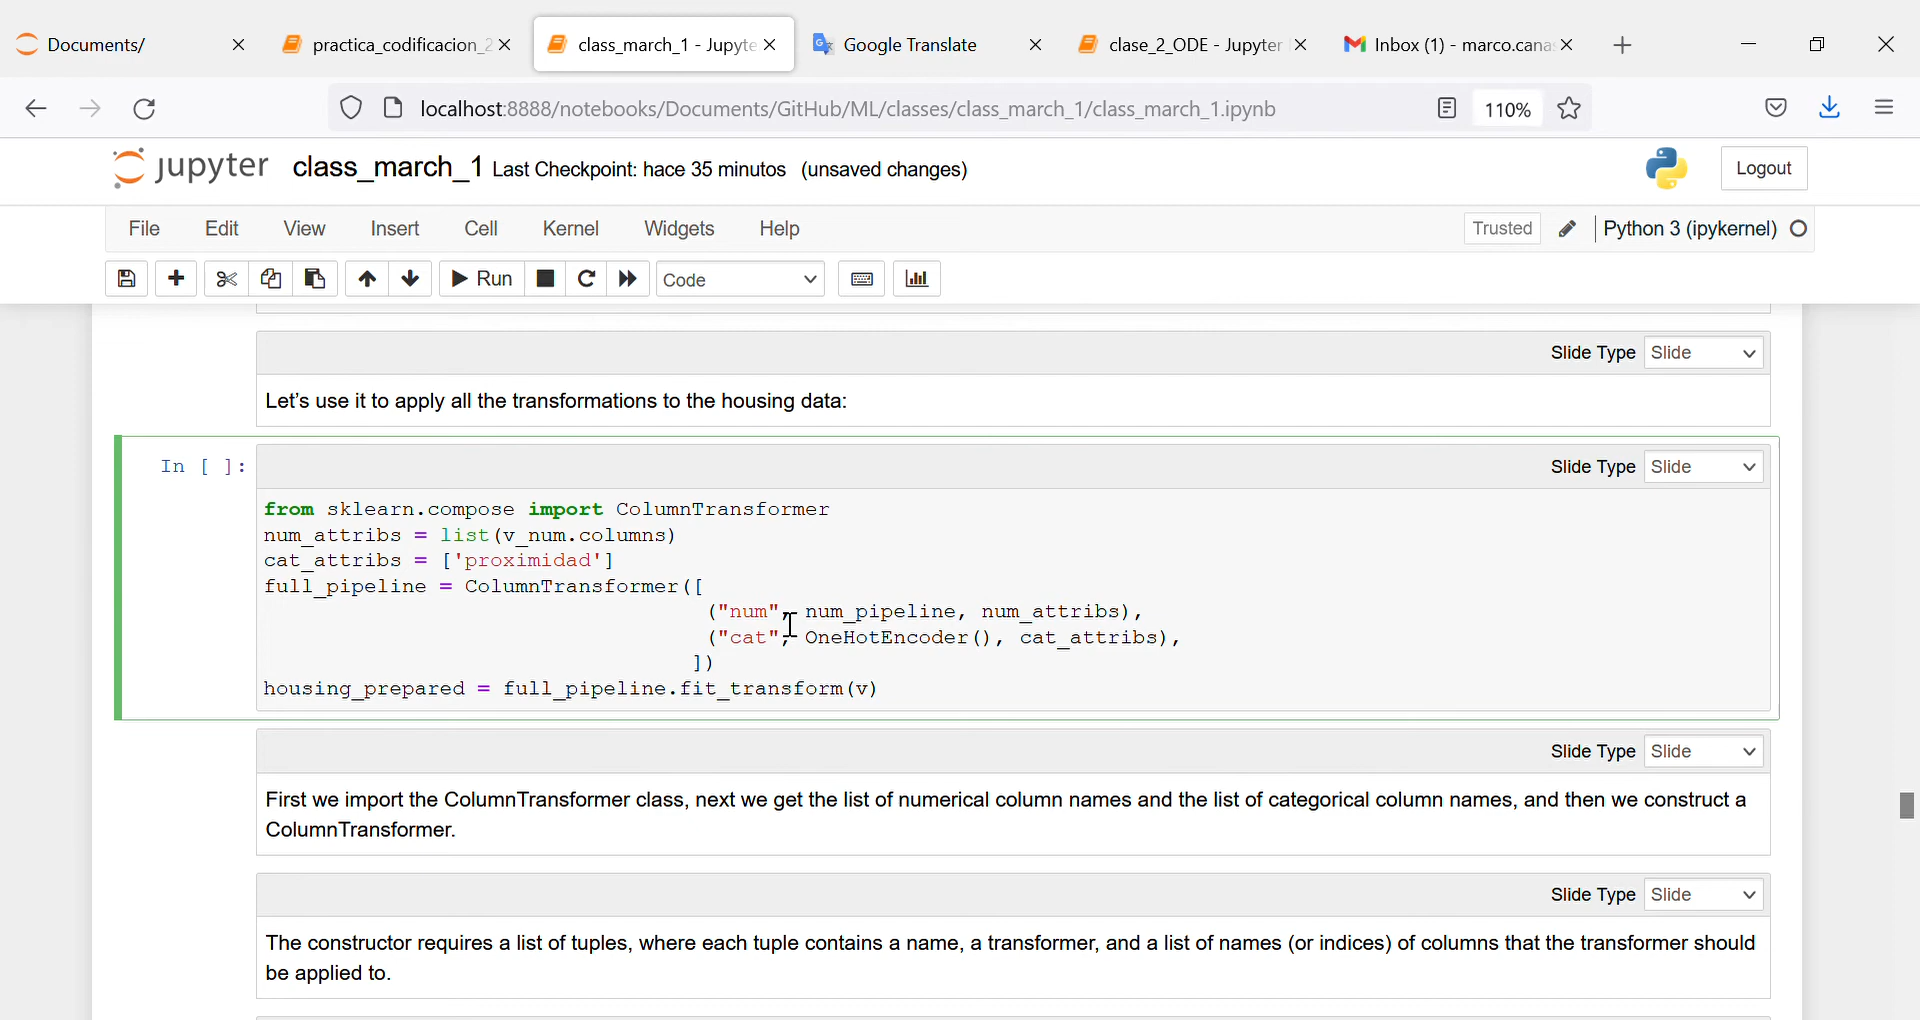 Documents/
practica_codificacion_2
class_march_1 - Jupyte
Google Translate
clase_2_ODE - Jupyter
Inbox (1) - marco.cana
localhost:8888/notebooks/Documents/GitHub/ML/classes/class_march_1/class_march_1.ipynb
110%
jupyter class_march_1 Last Checkpoint: hace 35 minutos (unsaved changes)
Logout
File Edit View Insert Cell Kernel Widgets Help
Trusted
Python 3 (ipykernel)
Run
Code
Slide Type Slide
Let's use it to apply all the transformations to the housing data:
In [ ]:
Slide Type Slide
from sklearn.compose import ColumnTransformer
num_attribs = list(v_num.columns)
cat_attribs = ['proximidad']
full_pipeline = ColumnTransformer([
("num", num_pipeline, num_attribs),
("cat", OneHotEncoder(), cat_attribs),
])
housing_prepared = full_pipeline.fit_transform(v)
Slide Type Slide
First we import the ColumnTransformer class, next we get the list of numerical column names and the list of categorical column names, and then we construct a
ColumnTransformer.
Slide Type Slide
The constructor requires a list of tuples, where each tuple contains a name, a transformer, and a list of names (or indices) of columns that the transformer should
be applied to.